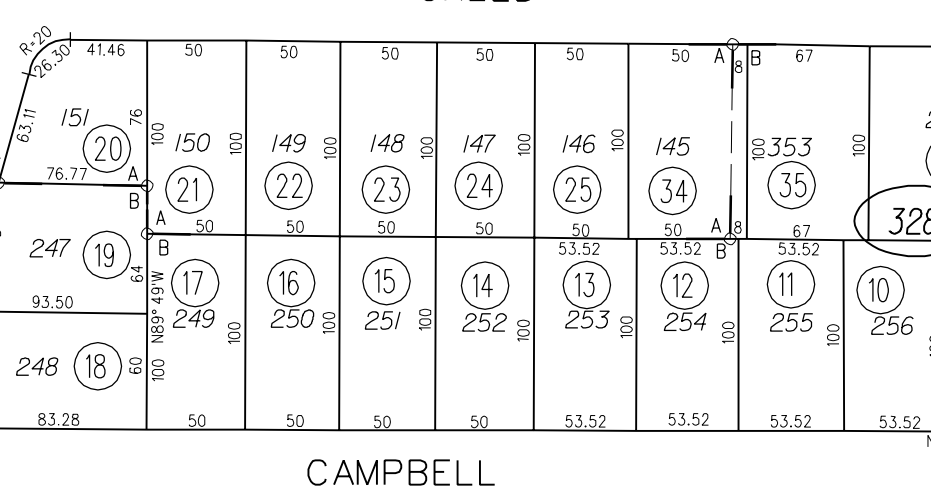 R=20
26.30
41.46 50 50 50 50 50 50 A 8 B 67
63.11
151 20 76
100 150 100 149 100 148 100 147 100 146 100 145 100 353 100
76.77 A
B
21 22 23 24 25 34 35
328
A
B
50 50 50 50 50 50 A 8 67
B
247 19 64
53.52 53.52 53.52
N89° 49'W
17 16 15 14 13 12 11 10
249 250 251 252 253 254 255 256
93.50
100 100 100 100 100 100 100
248 18 60 100
83.28 50 50 50 53.52 53.52 53.52 53.52
CAMPBELL